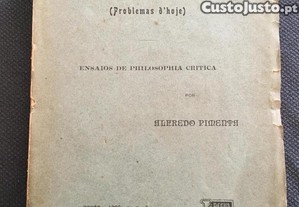 CustoJusto.pt
(Problemas d'hoje)
ENSAIOS DE PHILOSOPHIA CRITICA
POR
ALFREDO PIMENTA